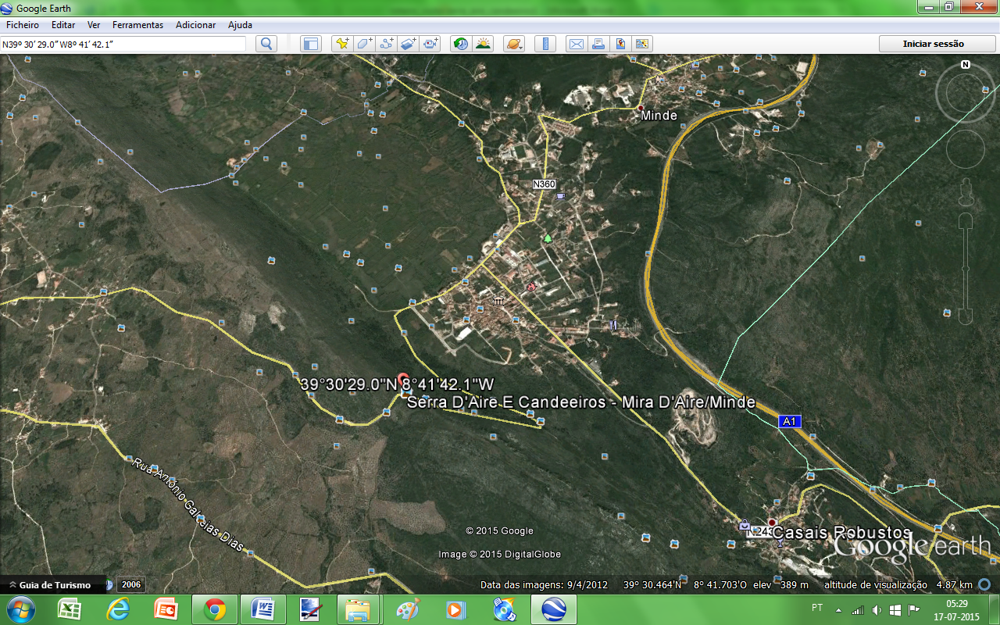 Google Earth
Ficheiro Editar Ver Ferramentas Adicionar Ajuda
N39º 30' 29.0" W8º 41' 42.1"
Iniciar sessão
N
Minde
N360
39°30'29.0"N 8°41'42.1"W
Serra D'Aire E Candeeiros - Mira D'Aire/Minde
A1
Rua António Galceias Dias
Casais Robustos
© 2015 Google
Image © 2015 DigitalGlobe
Google earth
Guia de Turismo
2006
Data das imagens: 9/4/2012 39° 30.464'N 8° 41.703'O elev 389 m altitude de visualização 4.87 km
PT
05:29
17-07-2015